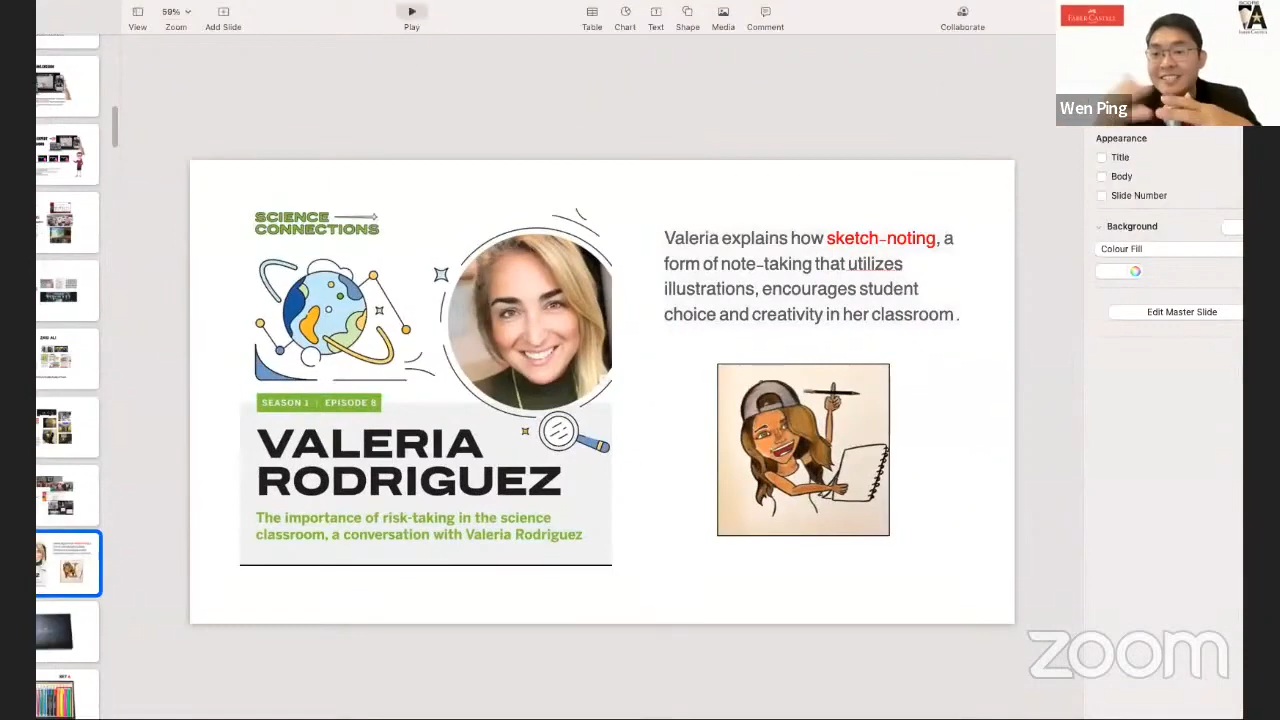 59%
View
Zoom
Add Slide
Play
Table
Chart
Text
Shape
Media
Comment
Collaborate
FABER-CASTELL
Wen Ping
Appearance
Title
Body
Slide Number
Background
Colour Fill
Edit Master Slide
SCIENCE
CONNECTIONS
SEASON 1 | EPISODE 8
VALERIA
RODRIGUEZ
The importance of risk-taking in the science
classroom, a conversation with Valeria Rodriguez
Valeria explains how sketch-noting, a
form of note-taking that utilizes
illustrations, encourages student
choice and creativity in her classroom.
zoom